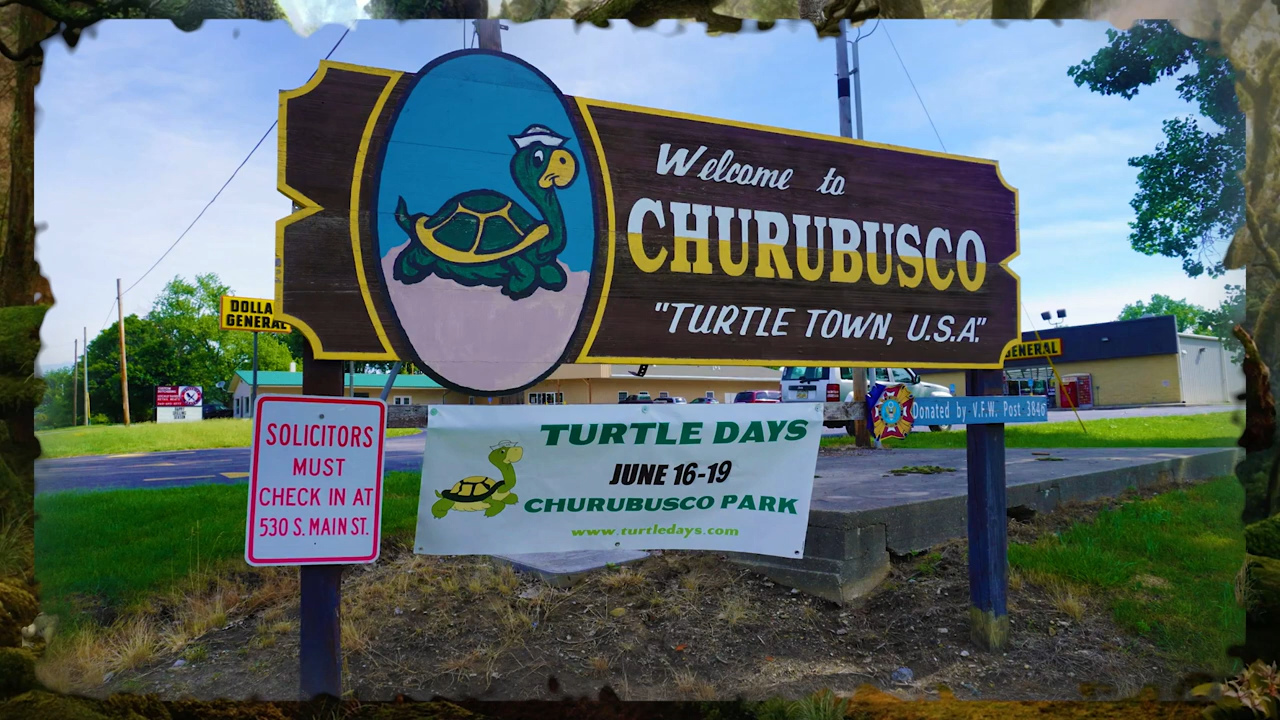 Welcome to
CHURUBUSCO
"TURTLE TOWN, U.S.A."
DOLLA
GENERAL
GENERAL
Donated by V.F.W. Post 3846
SOLICITORS
MUST
CHECK IN AT
530 S. MAIN ST.
TURTLE DAYS
JUNE 16-19
CHURUBUSCO PARK
www.turtledays.com